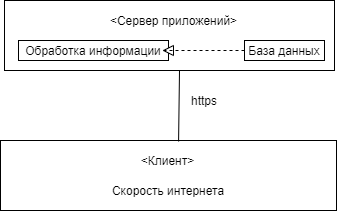 <Сервер приложений>
Обработка информации
База данных
https
<Клиент>
Скорость интернета